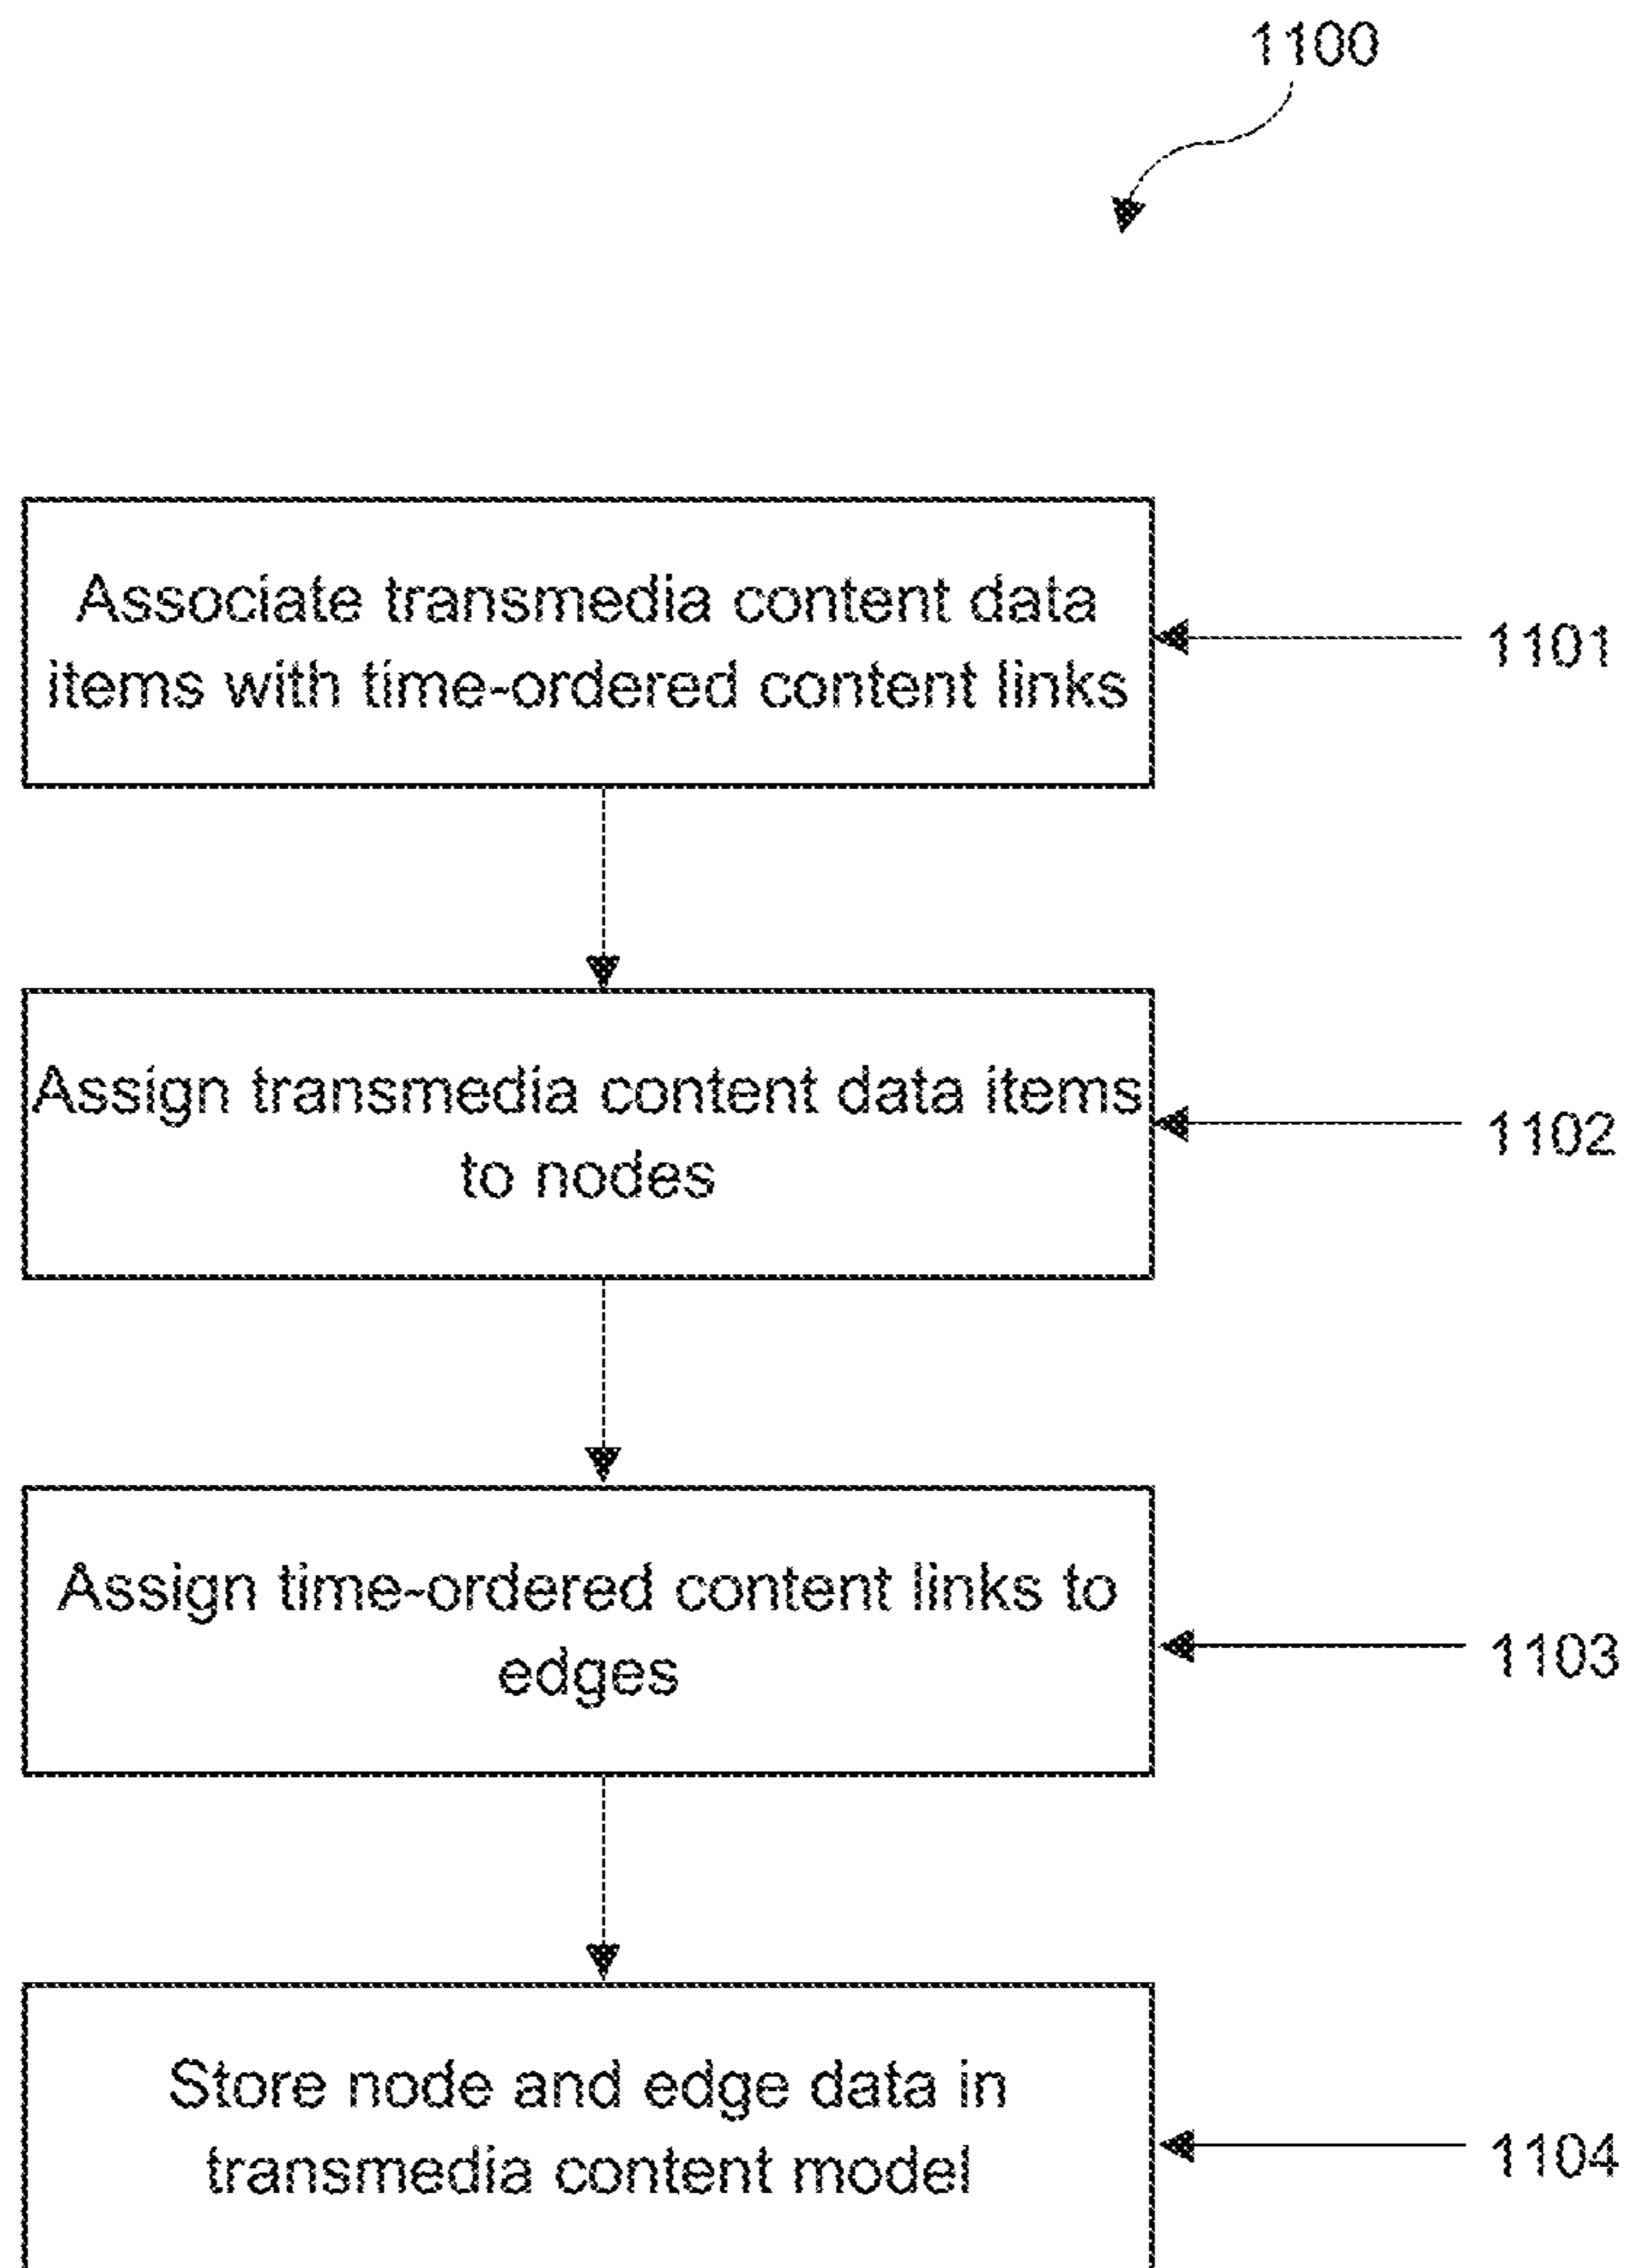 1100
Associate transmedia content data
items with time-ordered content links
1101
Assign transmedia content data items
to nodes
1102
Assign time-ordered content links to
edges
1103
Store node and edge data in
transmedia content model
1104